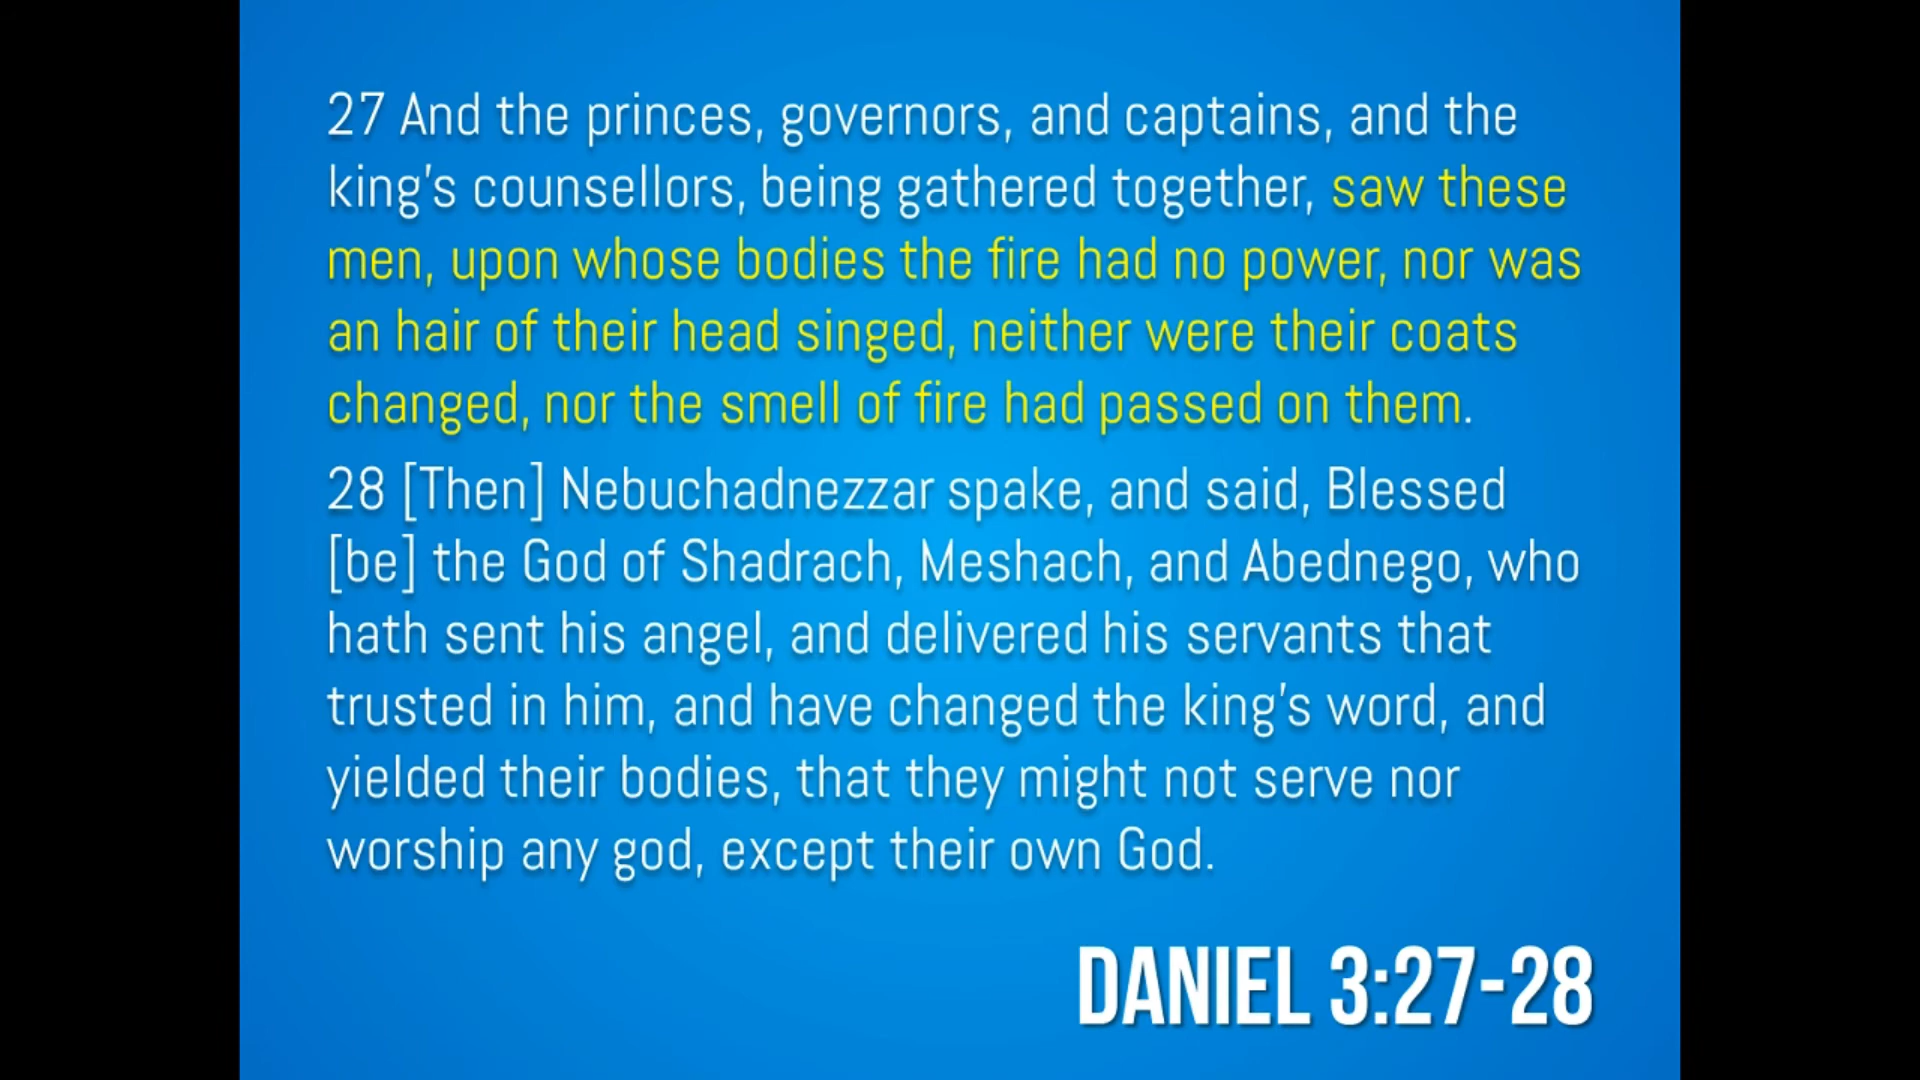 27 And the princes, governors, and captains, and the
king's counsellors, being gathered together, saw these
men, upon whose bodies the fire had no power, nor was
an hair of their head singed, neither were their coats
changed, nor the smell of fire had passed on them.
28 [Then] Nebuchadnezzar spake, and said, Blessed
[be] the God of Shadrach, Meshach, and Abednego, who
hath sent his angel, and delivered his servants that
trusted in him, and have changed the king's word, and
yielded their bodies, that they might not serve nor
worship any god, except their own God.
DANIEL 3:27-28